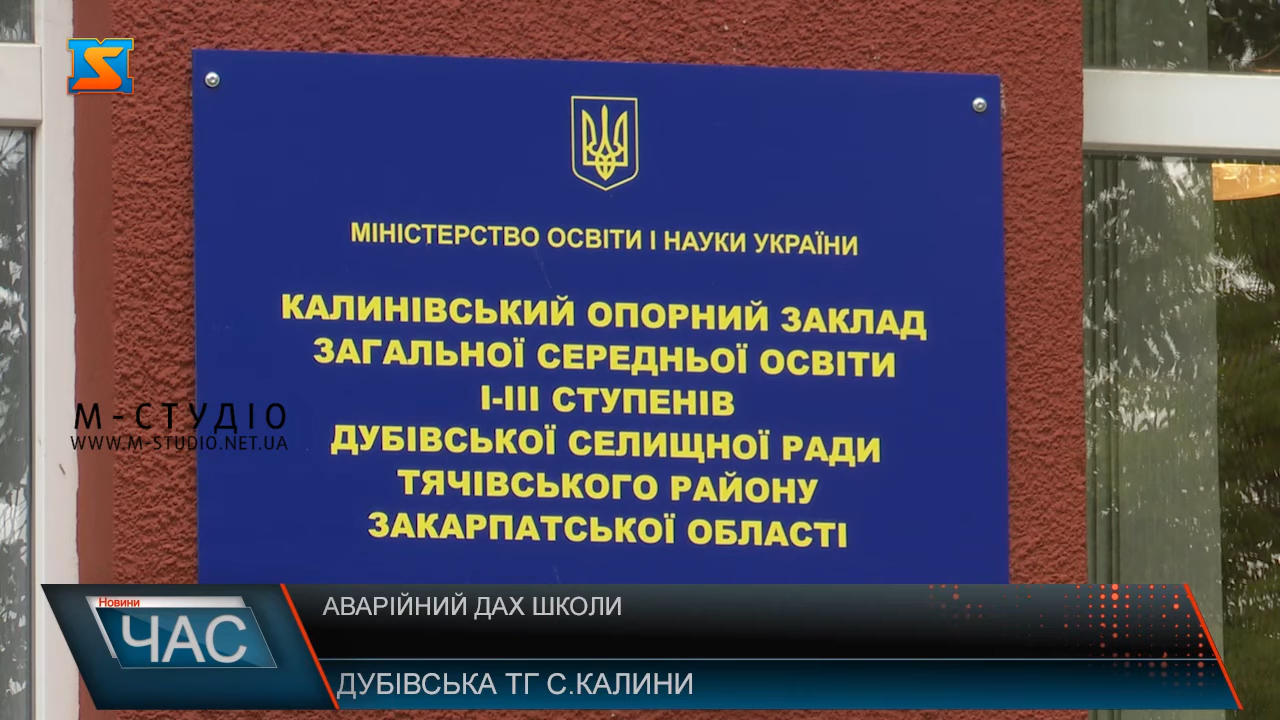 МІНІСТЕРСТВО ОСВІТИ І НАУКИ УКРАЇНИ
КАЛИНІВСЬКИЙ ОПОРНИЙ ЗАКЛАД
ЗАГАЛЬНОЇ СЕРЕДНЬОЇ ОСВІТИ
І-ІІІ СТУПЕНІВ
ДУБІВСЬКОЇ СЕЛИЩНОЇ РАДИ
ТЯЧІВСЬКОГО РАЙОНУ
ЗАКАРПАТСЬКОЇ ОБЛАСТІ
М-СТУДІО
WWW.M-STUDIO.NET.UA
Новини
ЧАС
АВАРІЙНИЙ ДАХ ШКОЛИ
ДУБІВСЬКА ТГ С.КАЛИНИ